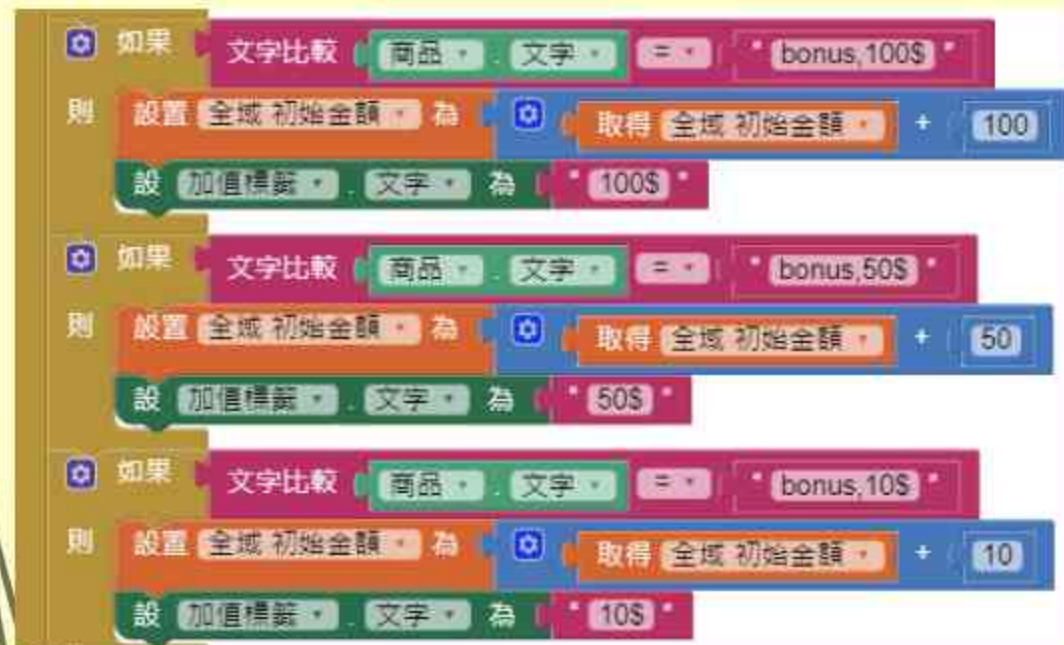 如果 文字比較 商品 . 文字 = " bonus,100$ "
則 設置 全域 初始金額 為 取得 全域 初始金額 + 100
設 加值標籤 . 文字 為 " 100$ "
如果 文字比較 商品 . 文字 = " bonus,50$ "
則 設置 全域 初始金額 為 取得 全域 初始金額 + 50
設 加值標籤 . 文字 為 " 50$ "
如果 文字比較 商品 . 文字 = " bonus,10$ "
則 設置 全域 初始金額 為 取得 全域 初始金額 + 10
設 加值標籤 . 文字 為 " 10$ "